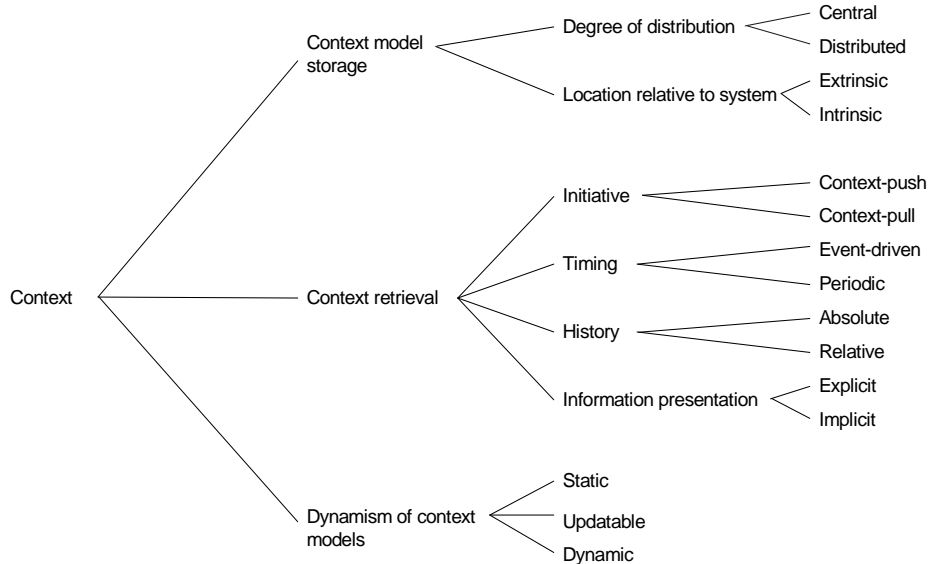 Context
Context model
storage
Degree of distribution
Central
Distributed
Location relative to system
Extrinsic
Intrinsic
Context retrieval
Initiative
Context-push
Context-pull
Timing
Event-driven
Periodic
History
Absolute
Relative
Information presentation
Explicit
Implicit
Dynamism of context
models
Static
Updatable
Dynamic